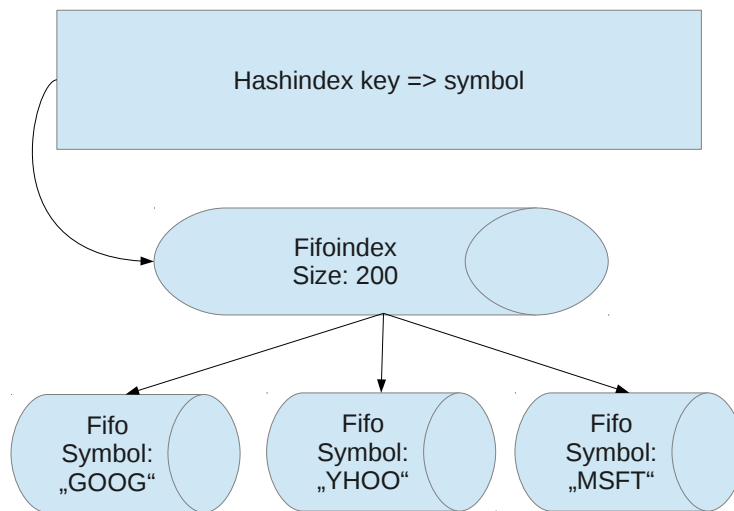 Hashindex key => symbol
Fifoindex
Size: 200
Fifo
Symbol:
„GOOG“
Fifo
Symbol:
„YHOO“
Fifo
Symbol:
„MSFT“